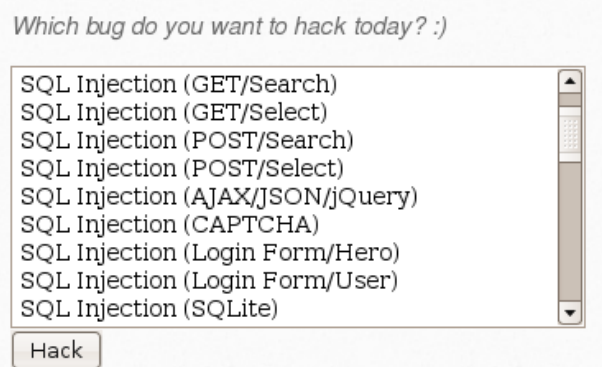 Which bug do you want to hack today? :)
SQL Injection (GET/Search)
SQL Injection (GET/Select)
SQL Injection (POST/Search)
SQL Injection (POST/Select)
SQL Injection (AJAX/JSON/jQuery)
SQL Injection (CAPTCHA)
SQL Injection (Login Form/Hero)
SQL Injection (Login Form/User)
SQL Injection (SQLite)
Hack